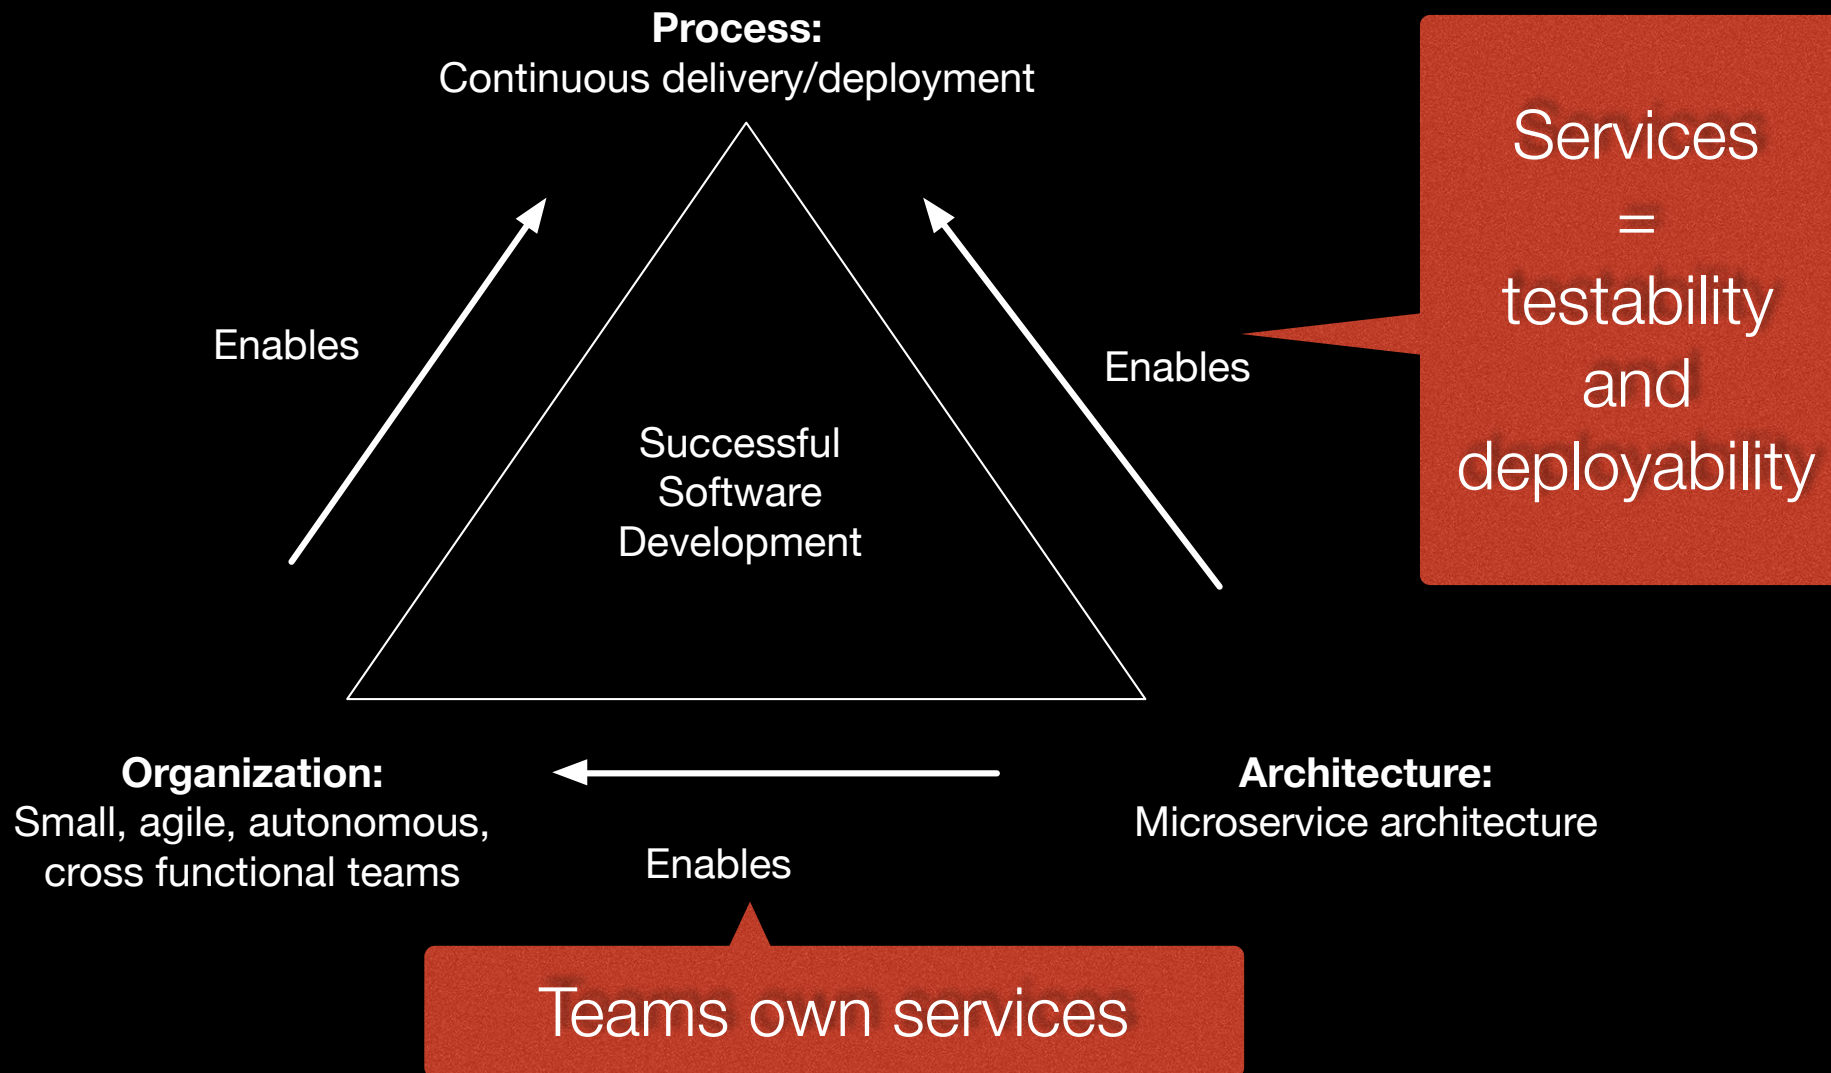 Process:
Continuous delivery/deployment
Services
=
testability
and
deployability
Enables
Enables
Successful
Software
Development
Organization:
Small, agile, autonomous,
cross functional teams
Architecture:
Microservice architecture
Enables
Teams own services